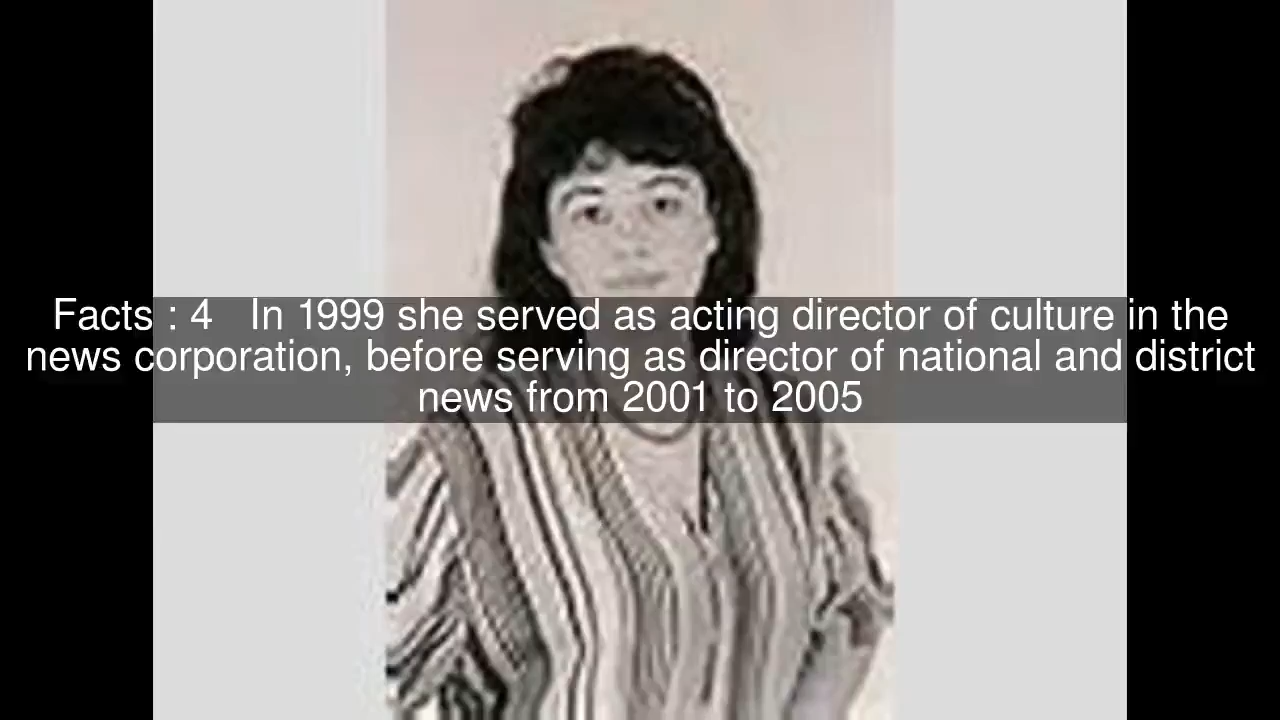 Facts : 4 In 1999 she served as acting director of culture in the
news corporation, before serving as director of national and district
news from 2001 to 2005